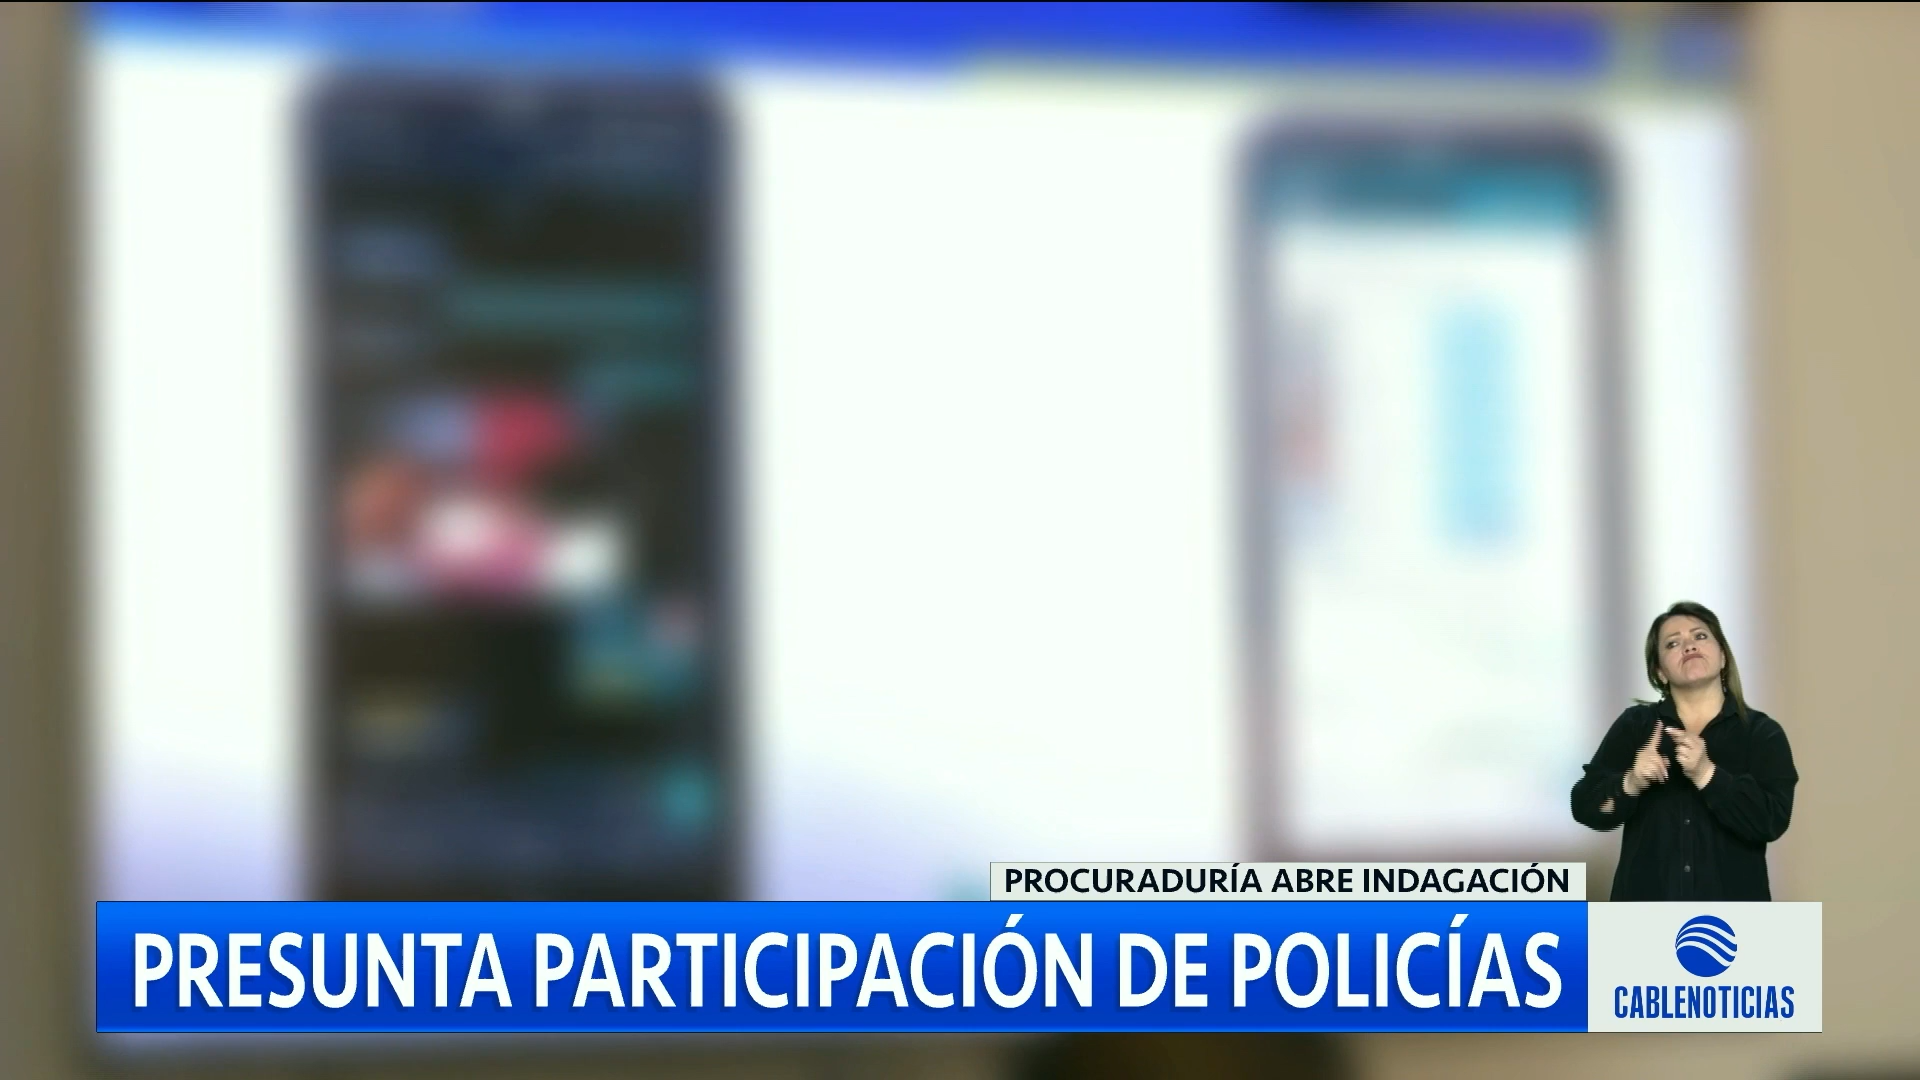 PROCURADURÍA ABRE INDAGACIÓN
PRESUNTA PARTICIPACIÓN DE POLICÍAS
CABLENOTICIAS